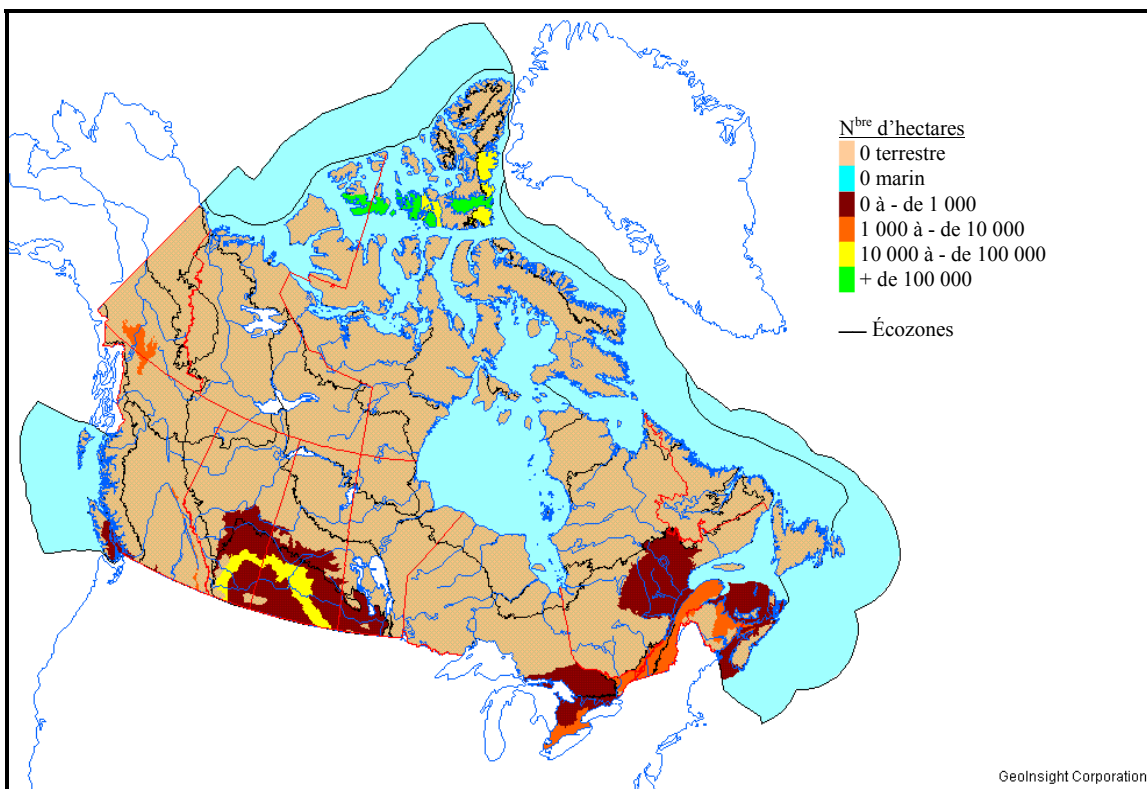 Nbre d'hectares
0 terrestre
0 marin
0 à - de 1 000
1 000 à - de 10 000
10 000 à - de 100 000
+ de 100 000
Écozones
GeoInsight Corporation